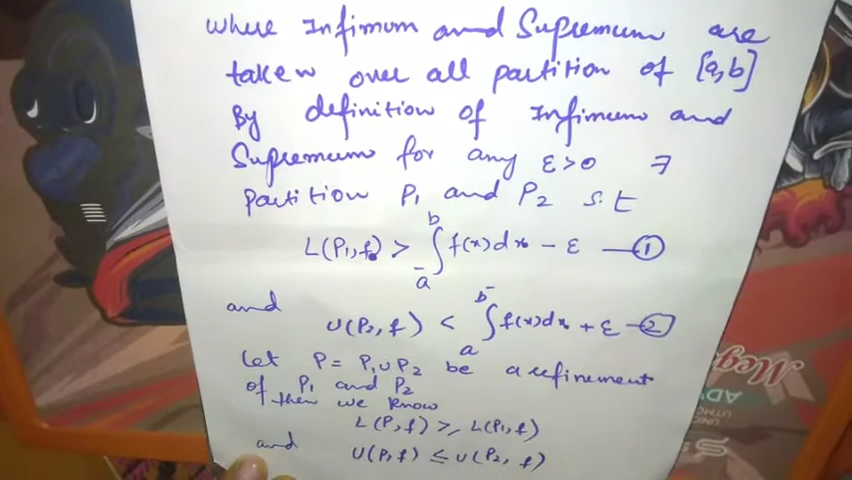 where Infimum and Supremum are
taken over all partition of [a,b]
By definition of Infimum and
Supremum for any ε>0 ∃
partition P₁ and P₂ s.t
L(P₁,f) > ∫_a̲^b f(x)dx - ε —①
and
U(P₂,f) < ∫_a^b̄ f(x)dx + ε —②
Let P = P₁∪P₂ be a refinement
of P₁ and P₂
then we know
L(P,f) ≥ L(P₁,f)
and
U(P,f) ≤ U(P₂, f)